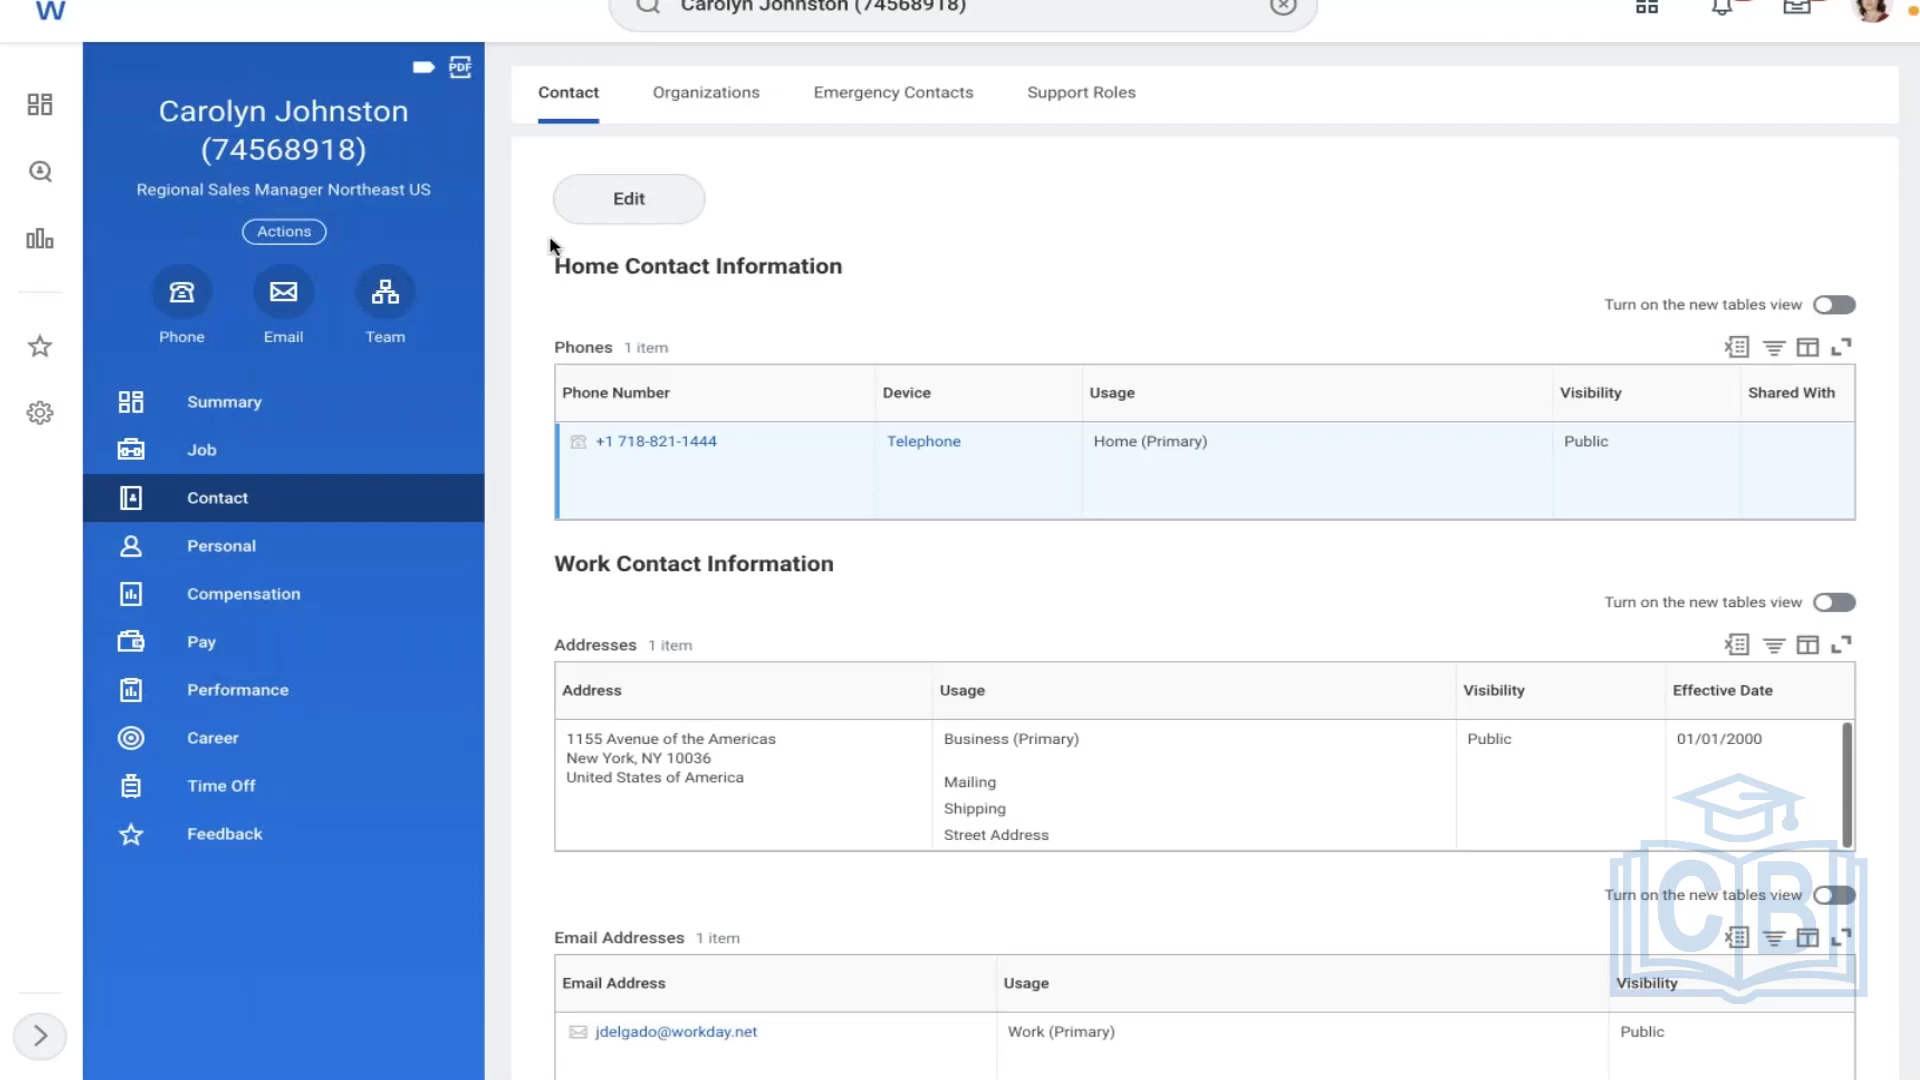 W
Carolyn Johnston (74568918)
PDF
Carolyn Johnston
(74568918)
Regional Sales Manager Northeast US
Actions
Phone
Email
Team
Summary
Job
Contact
Personal
Compensation
Pay
Performance
Career
Time Off
Feedback
Contact
Organizations
Emergency Contacts
Support Roles
Edit
Home Contact Information
Turn on the new tables view
Phones 1 item
Phone Number
Device
Usage
Visibility
Shared With
+1 718-821-1444
Telephone
Home (Primary)
Public
Work Contact Information
Turn on the new tables view
Addresses 1 item
Address
Usage
Visibility
Effective Date
1155 Avenue of the Americas
New York, NY 10036
United States of America
Business (Primary)
Mailing
Shipping
Street Address
Public
01/01/2000
Turn on the new tables view
CB
Email Addresses 1 item
Email Address
Usage
Visibility
jdelgado@workday.net
Work (Primary)
Public